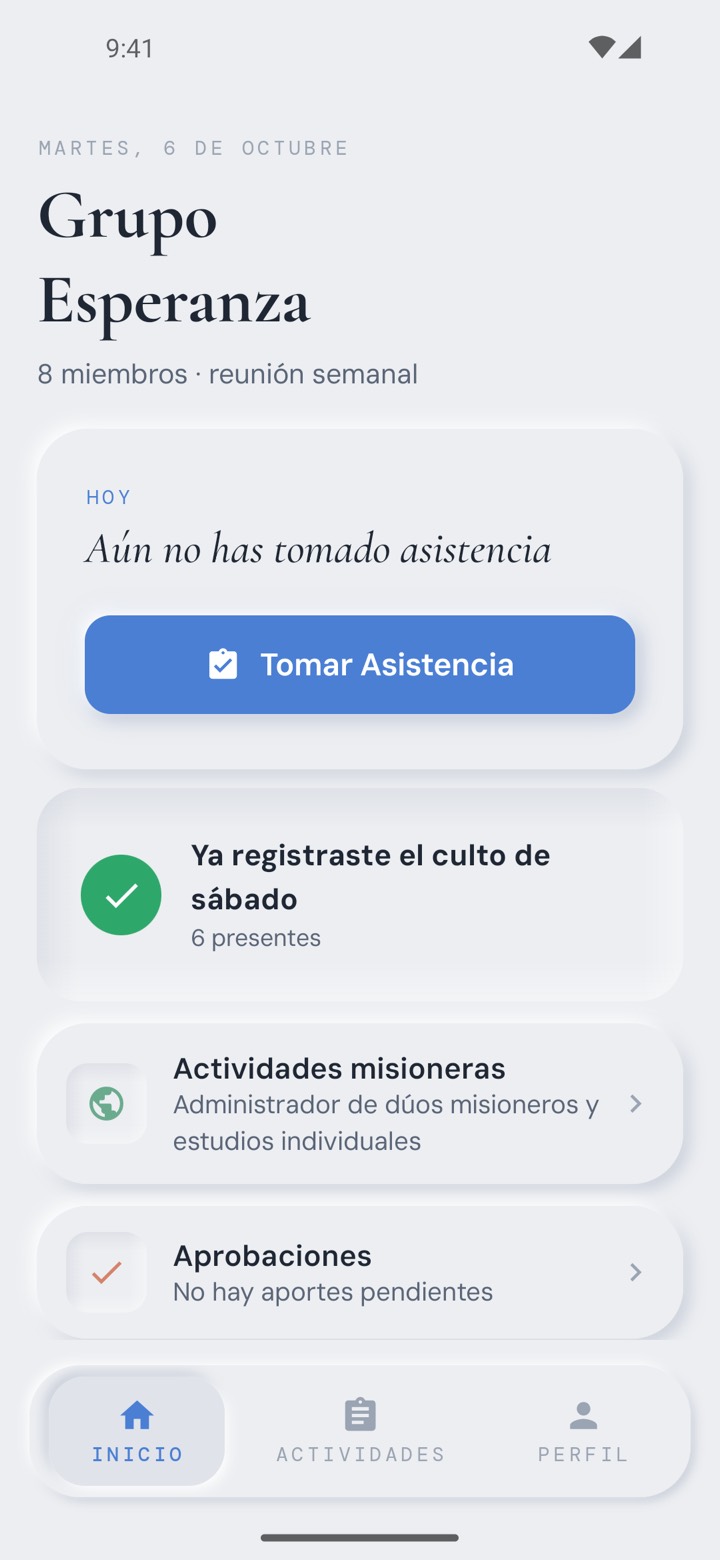 9:41
MARTES, 6 DE OCTUBRE
Grupo
Esperanza
8 miembros · reunión semanal
HOY
Aún no has tomado asistencia
Tomar Asistencia
Ya registraste el culto de
sábado
6 presentes
Actividades misioneras
Administrador de dúos misioneros y
estudios individuales
Aprobaciones
No hay aportes pendientes
INICIO
ACTIVIDADES
PERFIL